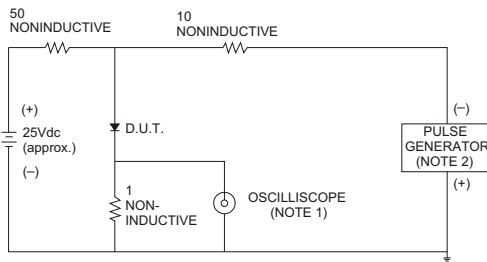 50
NONINDUCTIVE
10
NONINDUCTIVE
(+)
25Vdc
(approx.)
(–)
D.U.T.
1
NON-
INDUCTIVE
OSCILLISCOPE
(NOTE 1)
(–)
PULSE
GENERATOR
(NOTE 2)
(+)